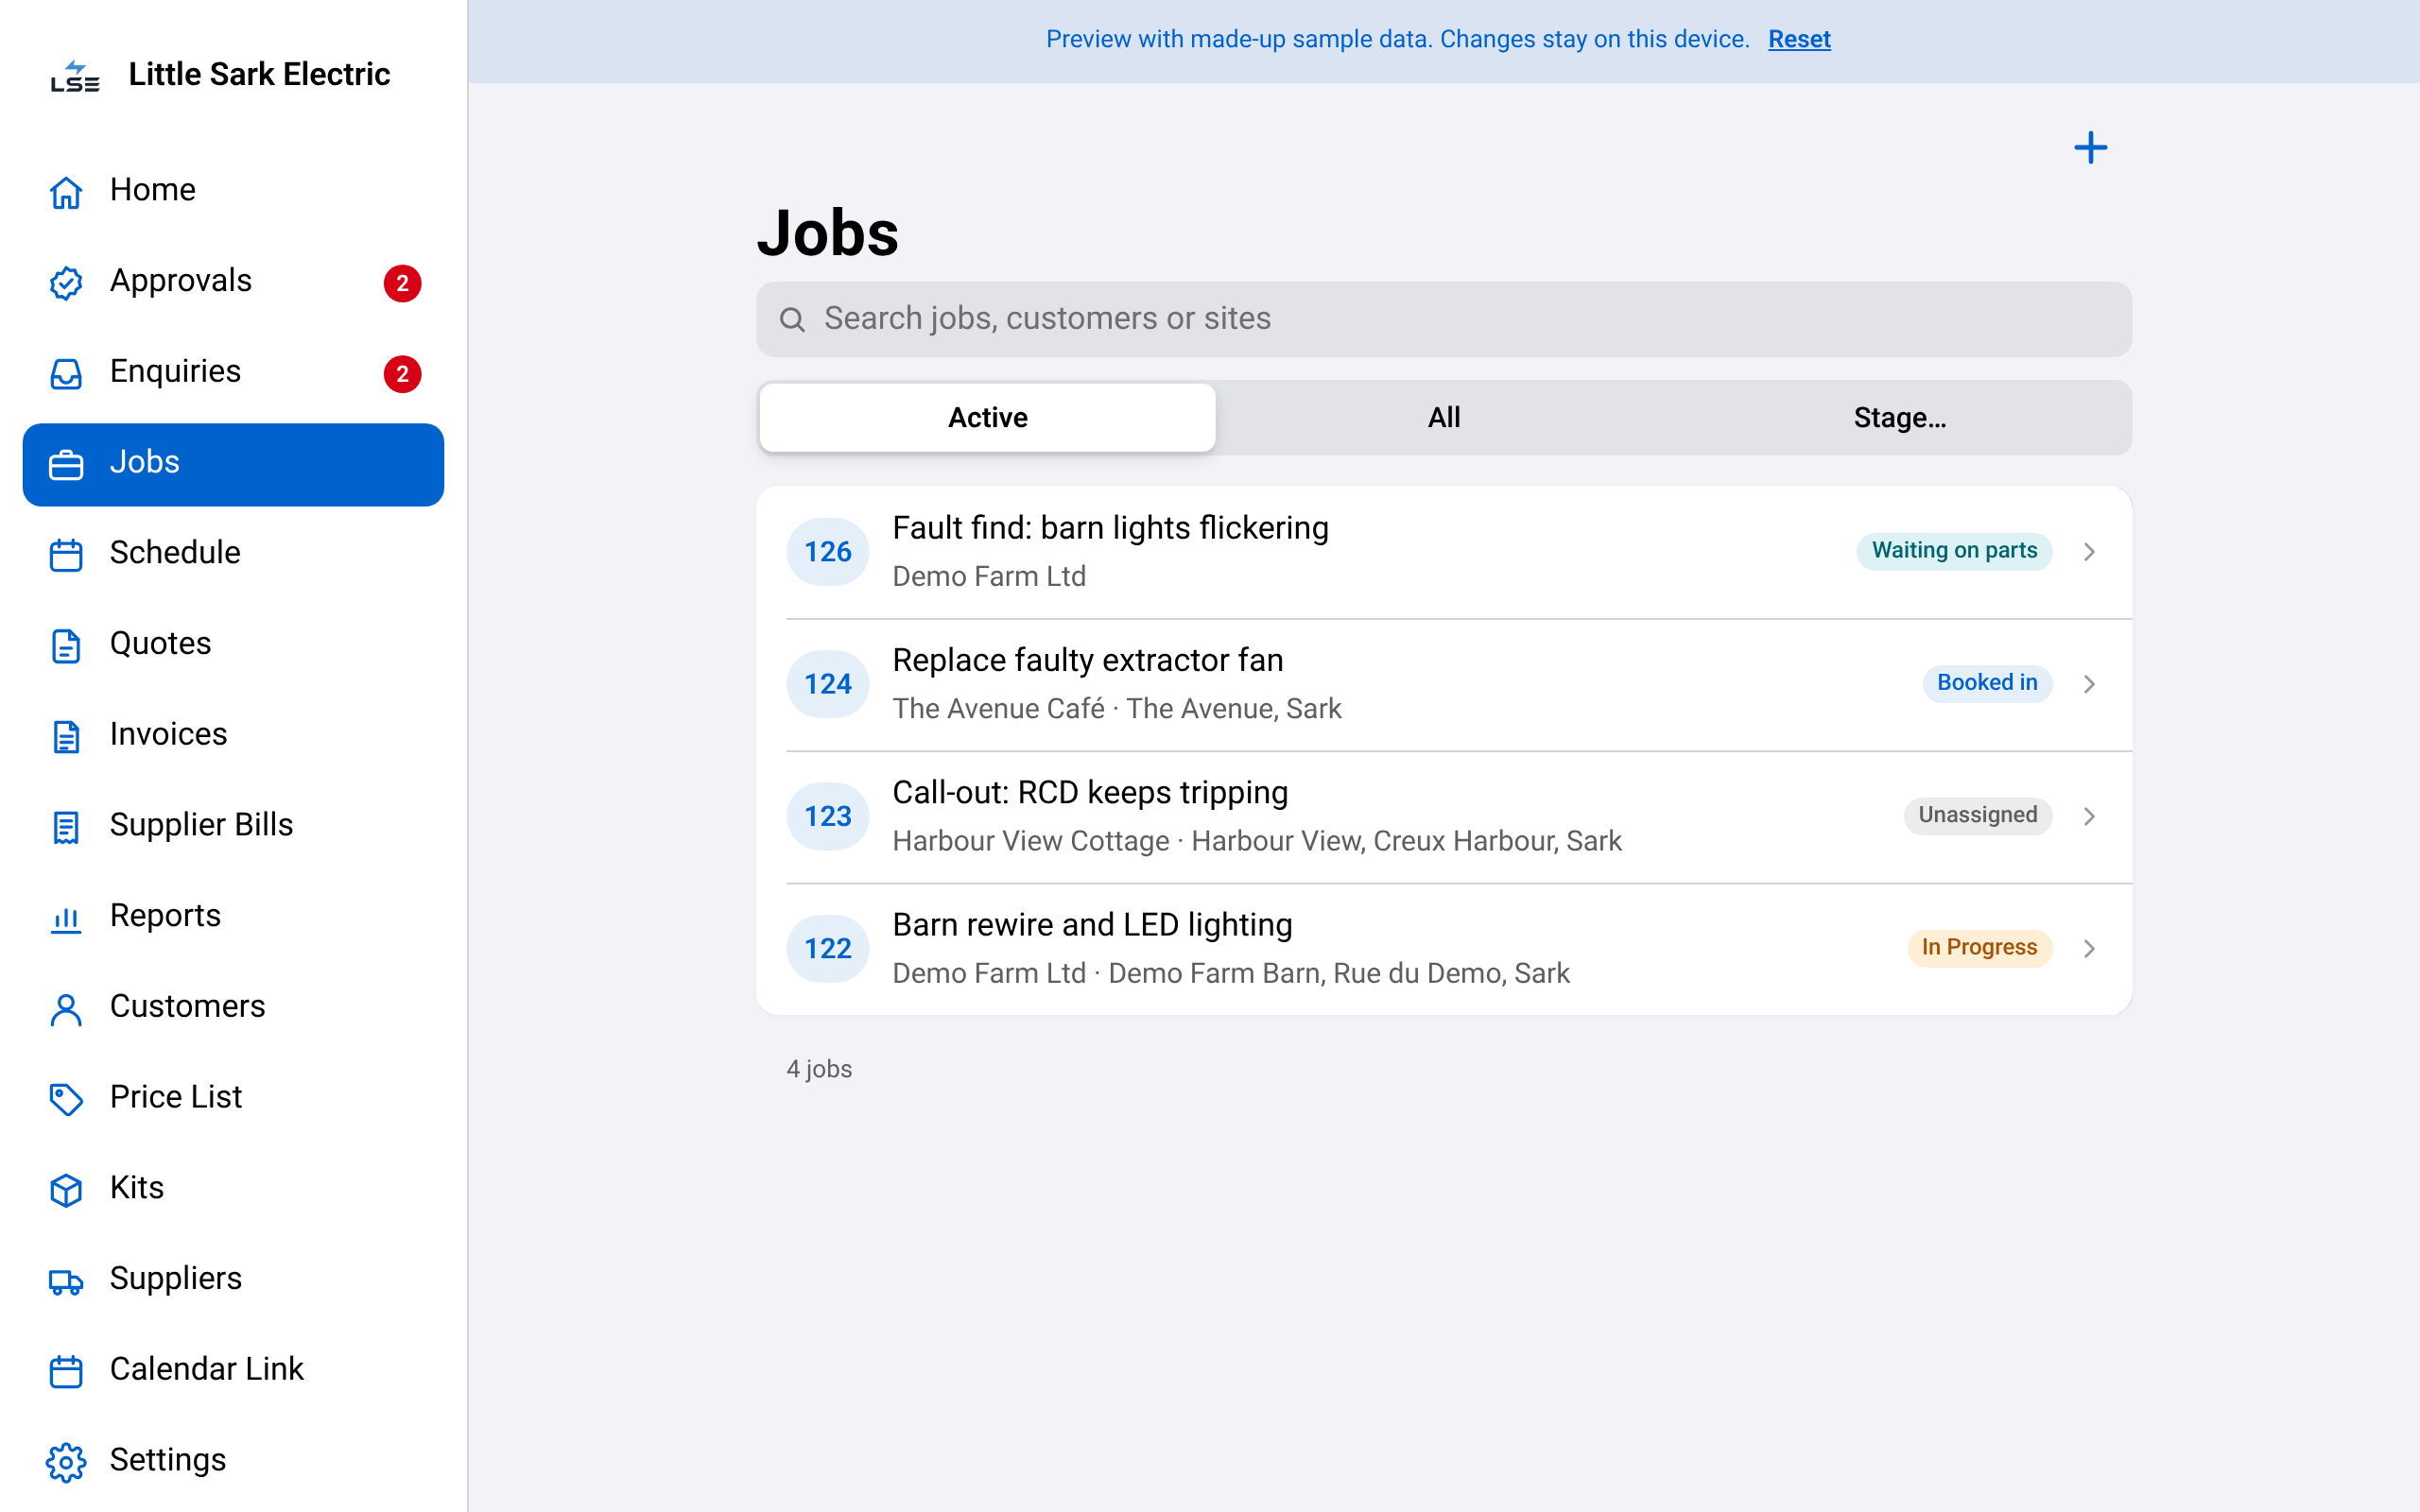 Preview with made-up sample data. Changes stay on this device. Reset
LSE Little Sark Electric
Home
Approvals 2
Enquiries 2
Jobs
Schedule
Quotes
Invoices
Supplier Bills
Reports
Customers
Price List
Kits
Suppliers
Calendar Link
Settings
Jobs
Search jobs, customers or sites
Active All Stage...
126 Fault find: barn lights flickering Waiting on parts
Demo Farm Ltd
124 Replace faulty extractor fan Booked in
The Avenue Café · The Avenue, Sark
123 Call-out: RCD keeps tripping Unassigned
Harbour View Cottage · Harbour View, Creux Harbour, Sark
122 Barn rewire and LED lighting In Progress
Demo Farm Ltd · Demo Farm Barn, Rue du Demo, Sark
4 jobs